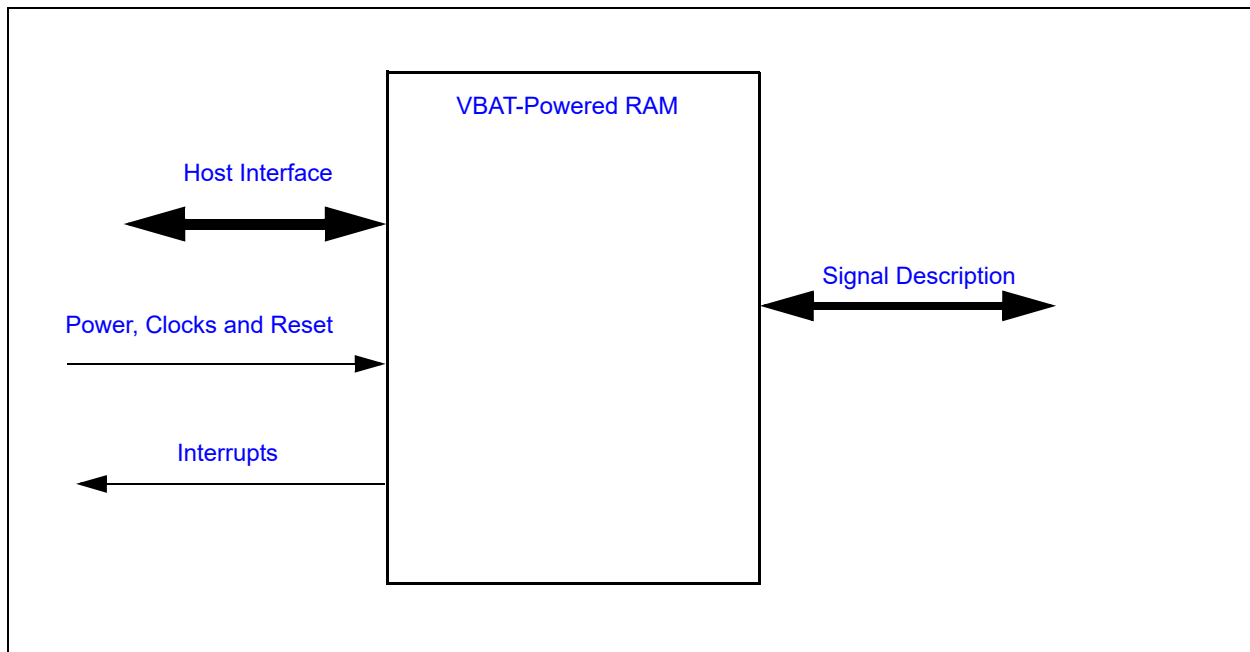 VBAT-Powered RAM
Host Interface
Signal Description
Power, Clocks and Reset
Interrupts